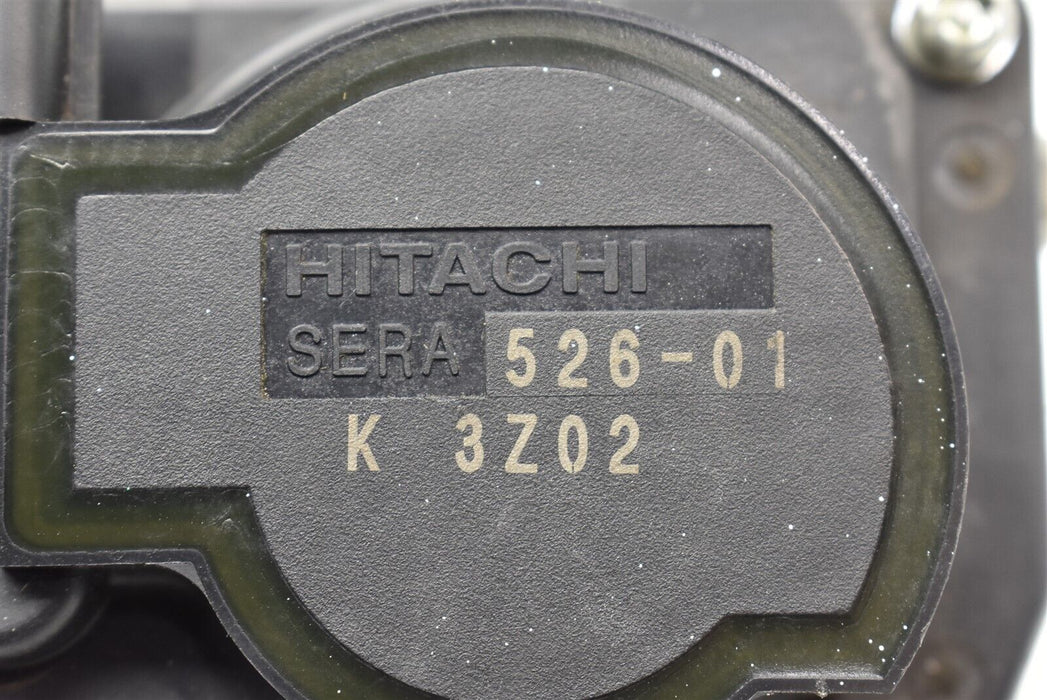 HITACHI
SERA 526-01
K 3Z02